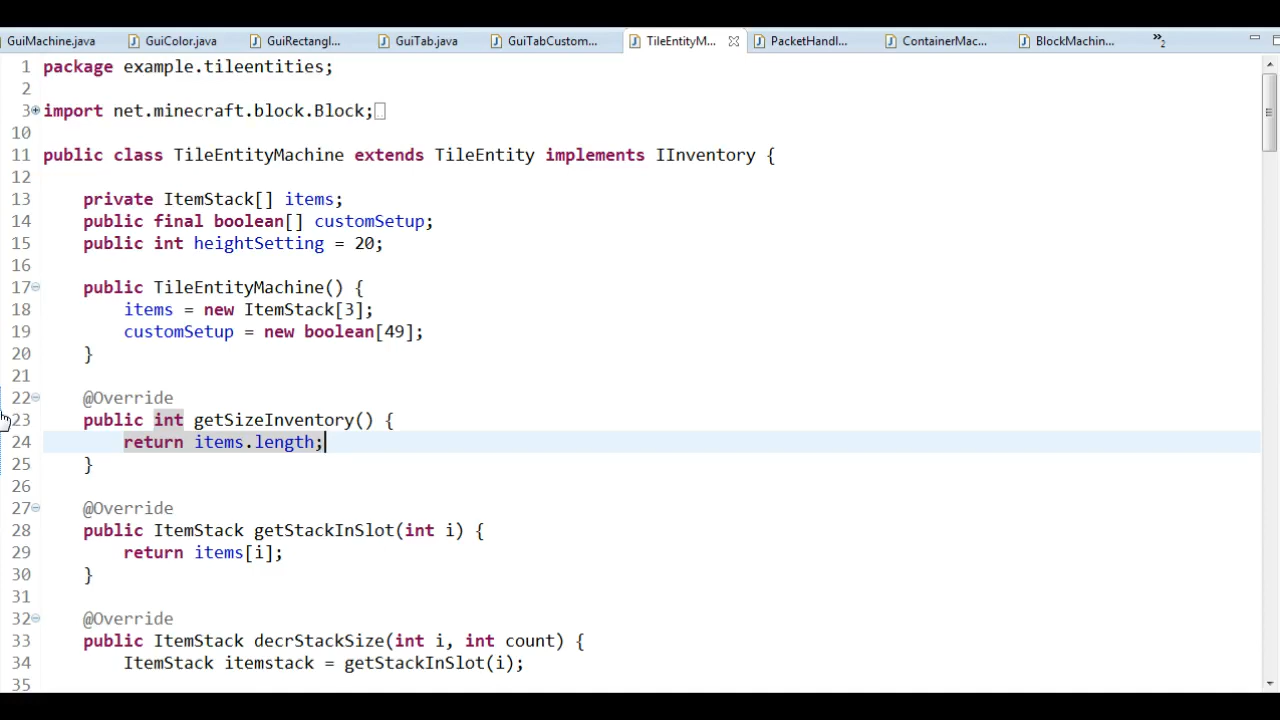 GuiMachine.java GuiColor.java GuiRectangl... GuiTab.java GuiTabCustom... TileEntityM... PacketHandl... ContainerMac... BlockMachin... »2
1 package example.tileentities;
2
3 import net.minecraft.block.Block;
10
11 public class TileEntityMachine extends TileEntity implements IInventory {
12
13 private ItemStack[] items;
14 public final boolean[] customSetup;
15 public int heightSetting = 20;
16
17 public TileEntityMachine() {
18 items = new ItemStack[3];
19 customSetup = new boolean[49];
20 }
21
22 @Override
23 public int getSizeInventory() {
24 return items.length;
25 }
26
27 @Override
28 public ItemStack getStackInSlot(int i) {
29 return items[i];
30 }
31
32 @Override
33 public ItemStack decrStackSize(int i, int count) {
34 ItemStack itemstack = getStackInSlot(i);
35